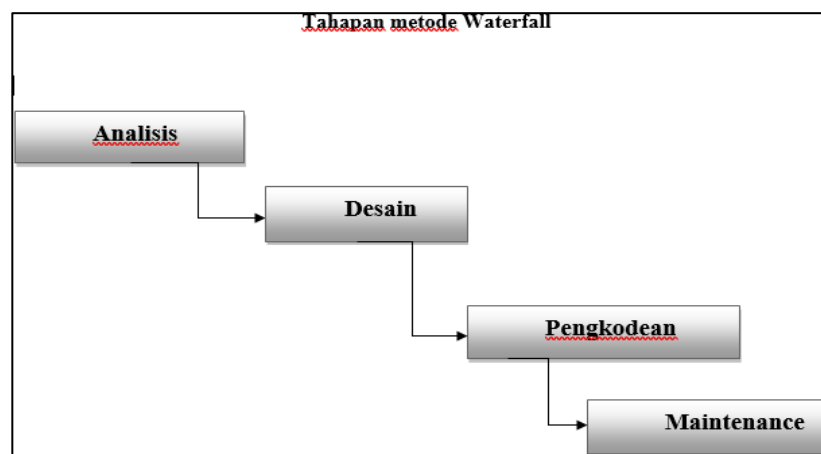 Tahapan metode Waterfall
Analisis
Desain
Pengkodean
Maintenance